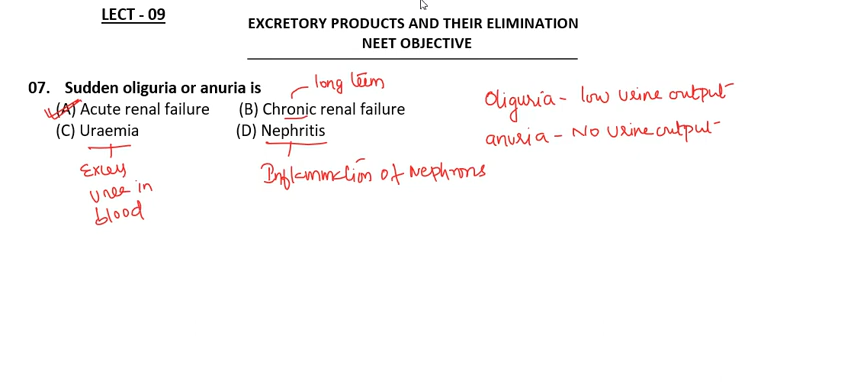 LECT - 09
EXCRETORY PRODUCTS AND THEIR ELIMINATION
NEET OBJECTIVE
07. Sudden oliguria or anuria is
long term
(A) Acute renal failure (B) Chronic renal failure
(C) Uraemia (D) Nephritis
Oliguria - low urine output
anuria - No urine output
Excess
urea in
blood
Inflammation of Nephrons